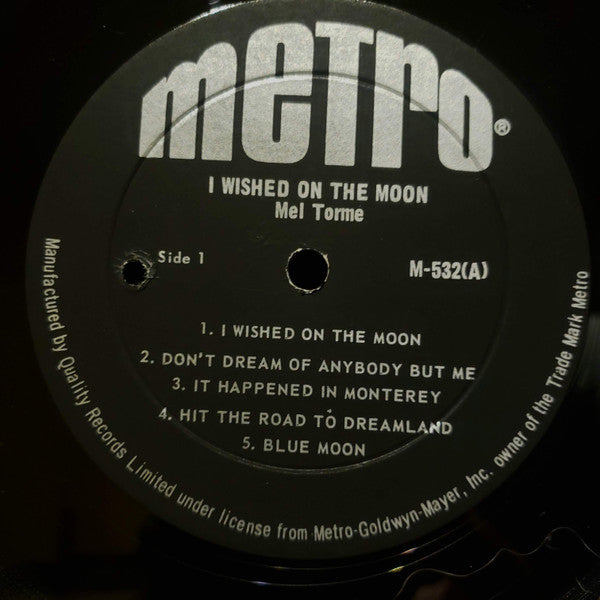 metro®
I WISHED ON THE MOON
Mel Torme
Side 1
M-532(A)
1. I WISHED ON THE MOON
2. DON'T DREAM OF ANYBODY BUT ME
3. IT HAPPENED IN MONTEREY
4. HIT THE ROAD TO DREAMLAND
5. BLUE MOON
Manufactured by Quality Records Limited under license from Metro-Goldwyn-Mayer, Inc. owner of the Trade Mark Metro